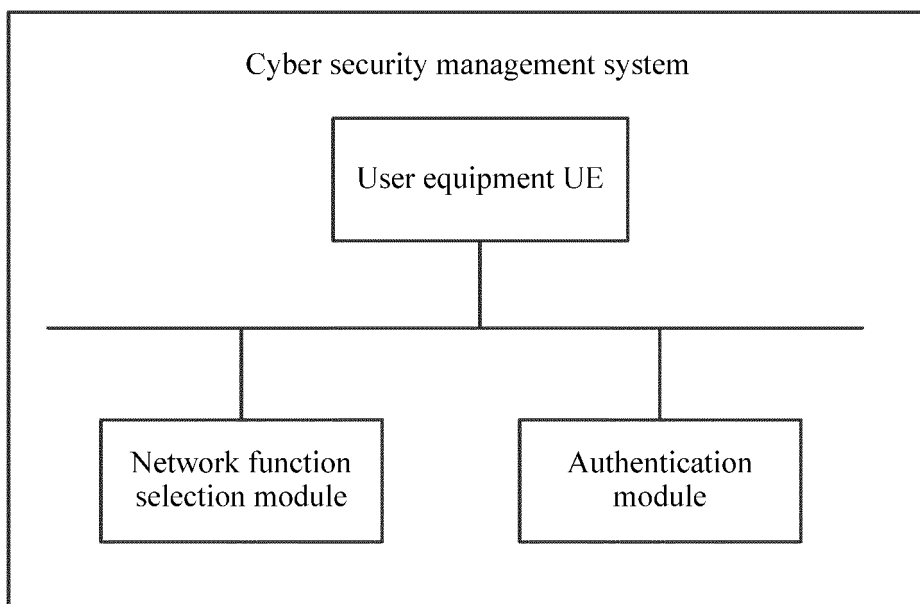 Cyber security management system
User equipment UE
Network function
selection module
Authentication
module